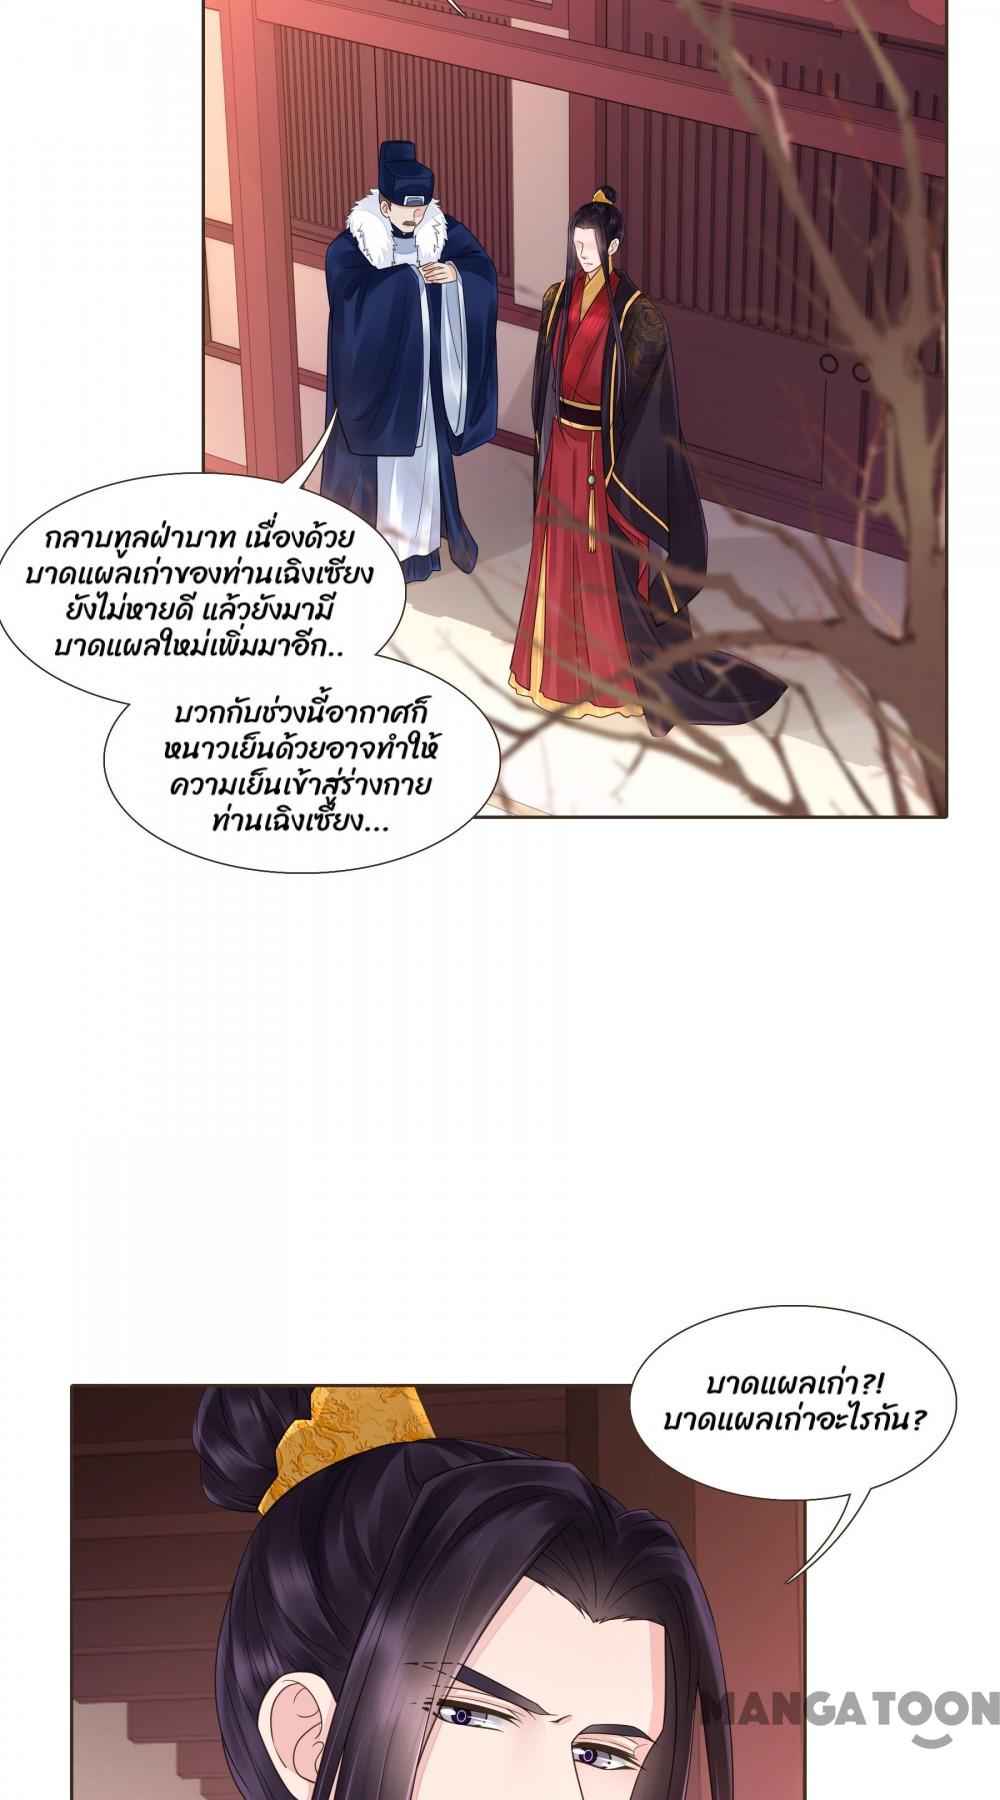 กลาบทูลฝ่าบาท เนื่องด้วย
บาดแผลเก่าของท่านเฉิงเซียง
ยังไม่หายดี แล้วยังมามี
บาดแผลใหม่เพิ่มมาอีก..
บวกกับช่วงนี้อากาศก็
หนาวเย็นด้วยอาจทำให้
ความเย็นเข้าสู่ร่างกาย
ท่านเฉิงเซียง...
บาดแผลเก่า?!
บาดแผลเก่าอะไรกัน?
MANGATOON